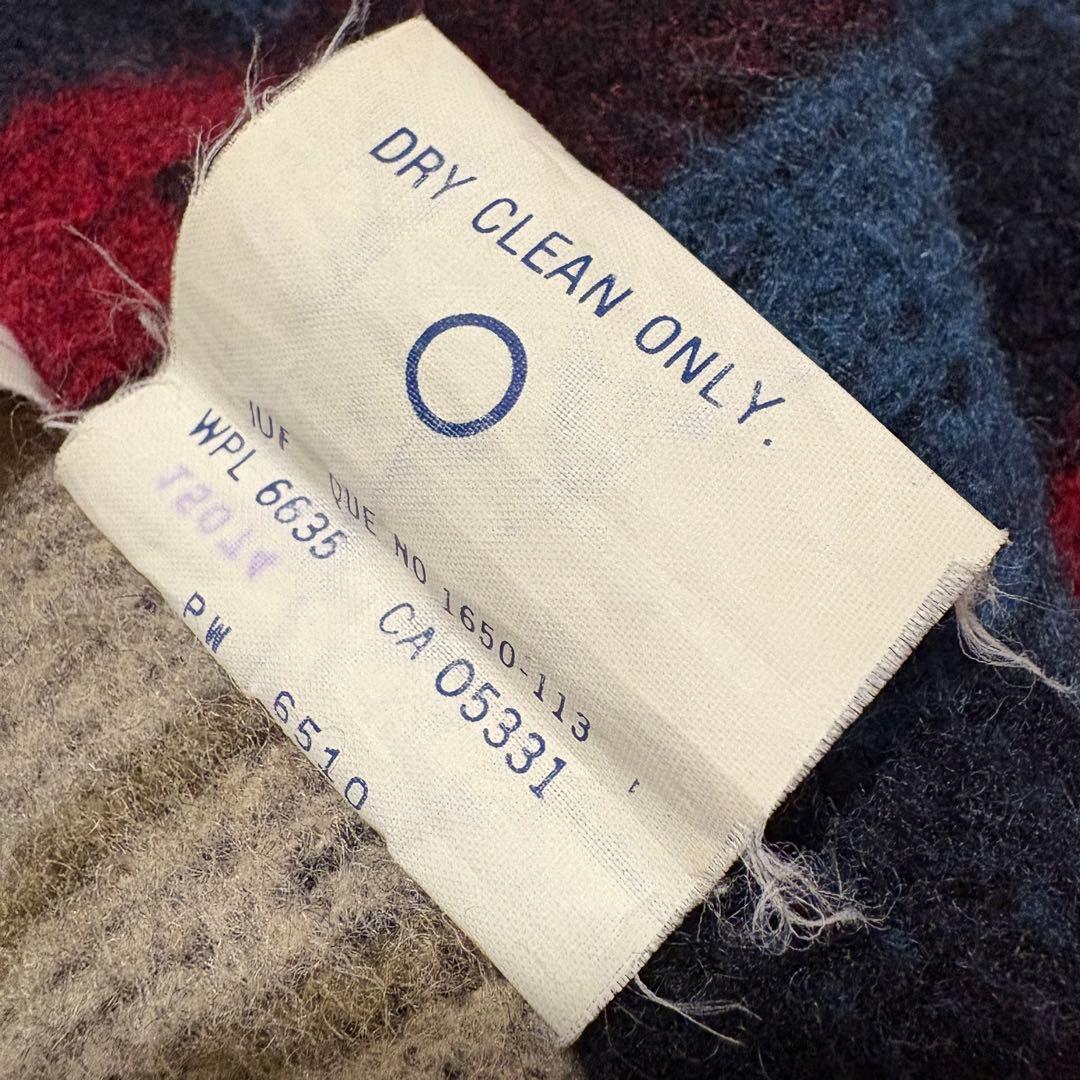 DRY CLEAN ONLY.
QUE NO 1650-113
WPL 6635 CA 05331
PW 6510